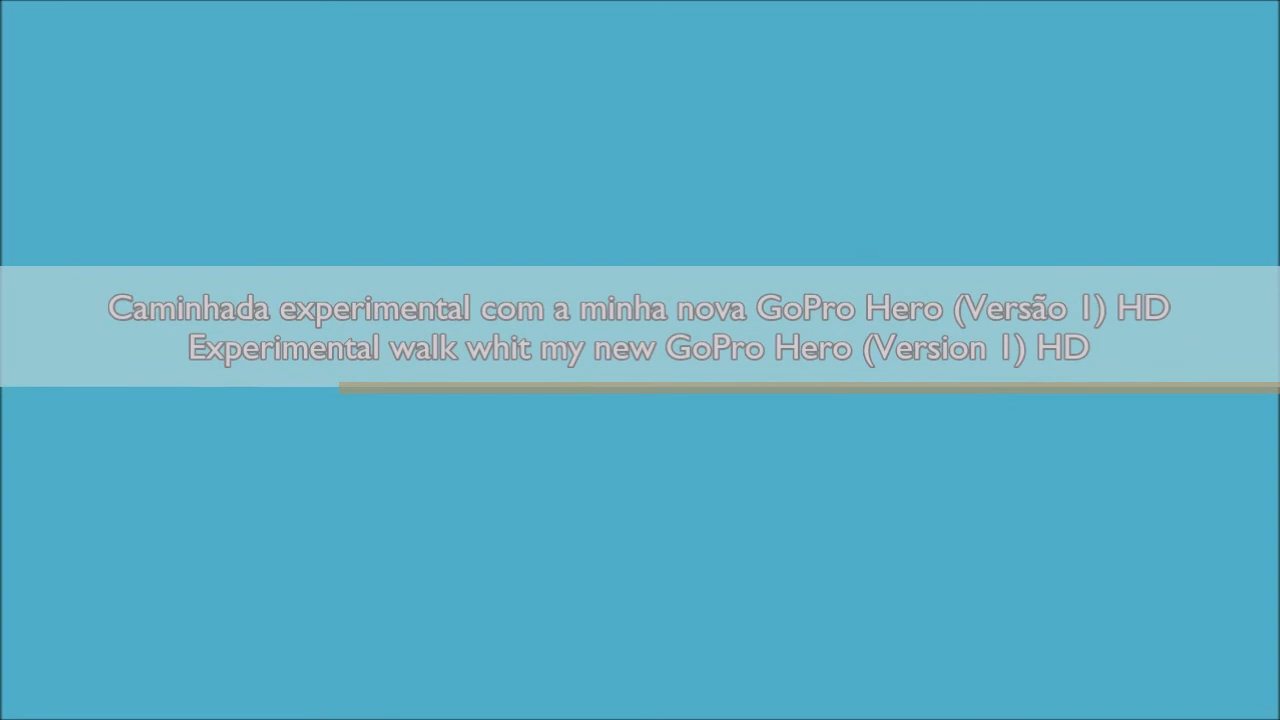 Caminhada experimental com a minha nova GoPro Hero (Versão 1) HD
Experimental walk whit my new GoPro Hero (Version 1) HD